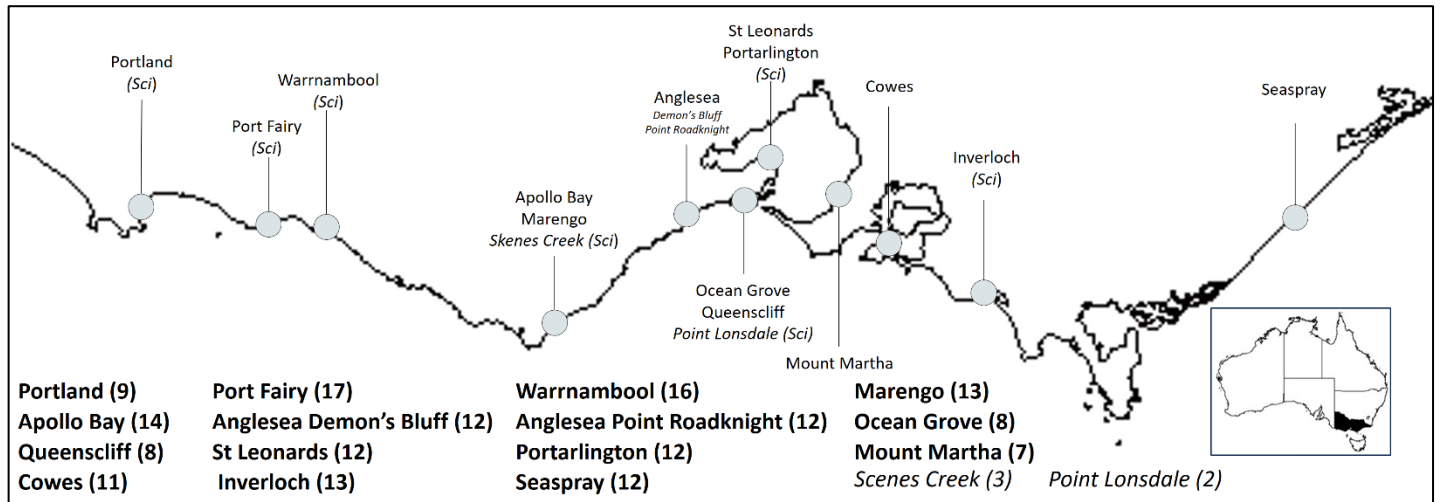 Portland
(Sci)
Port Fairy
(Sci)
Warrnambool
(Sci)
Apollo Bay
Marengo
Skenes Creek (Sci)
Anglesea
Demon's Bluff
Point Roadknight
St Leonards
Portarlington
(Sci)
Ocean Grove
Queenscliff
Point Lonsdale (Sci)
Mount Martha
Cowes
Inverloch
(Sci)
Seaspray
Portland (9) Port Fairy (17) Warrnambool (16) Marengo (13)
Apollo Bay (14) Anglesea Demon's Bluff (12) Anglesea Point Roadknight (12) Ocean Grove (8)
Queenscliff (8) St Leonards (12) Portarlington (12) Mount Martha (7)
Cowes (11) Inverloch (13) Seaspray (12) Scenes Creek (3) Point Lonsdale (2)